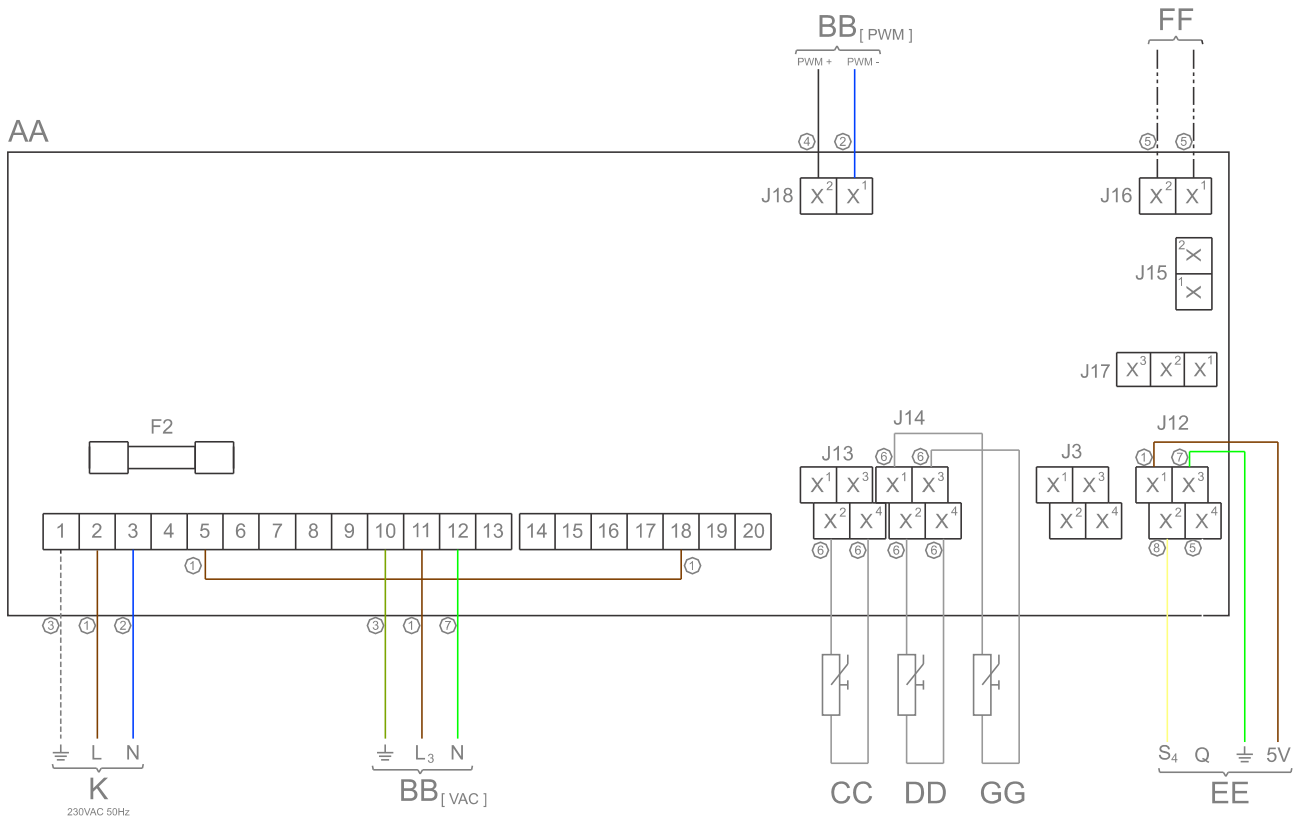 FF
BB[ PWM ]
PWM + PWM -
AA
④ ② ⑤ ⑤
J18 X2 X1 J16 X2 X1
2 X
J15
1 X
J17 X3 X2 X1
J14 J12
F2
J13 ⑥ ⑥ J3 ① ⑦
X1 X3 X1 X3 X1 X3 X1 X3
1 2 3 4 5 6 7 8 9 10 11 12 13 14 15 16 17 18 19 20 X2 X4 X2 X4 X2 X4 X2 X4
⑥ ⑥ ⑥ ⑥ ⑧ ⑤
① ①
③ ① ② ③ ① ⑦
L N L3 N S4 Q 5V
K BB[ VAC ] CC DD GG EE
230VAC 50Hz